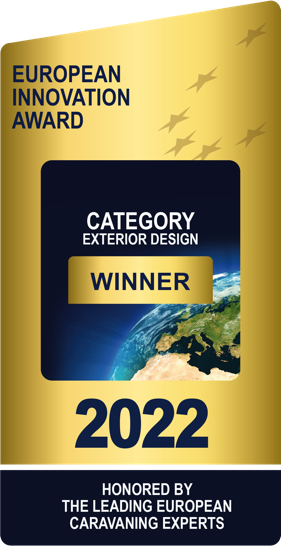 EUROPEAN
INNOVATION
AWARD
CATEGORY
EXTERIOR DESIGN
WINNER
2022
HONORED BY
THE LEADING EUROPEAN
CARAVANING EXPERTS